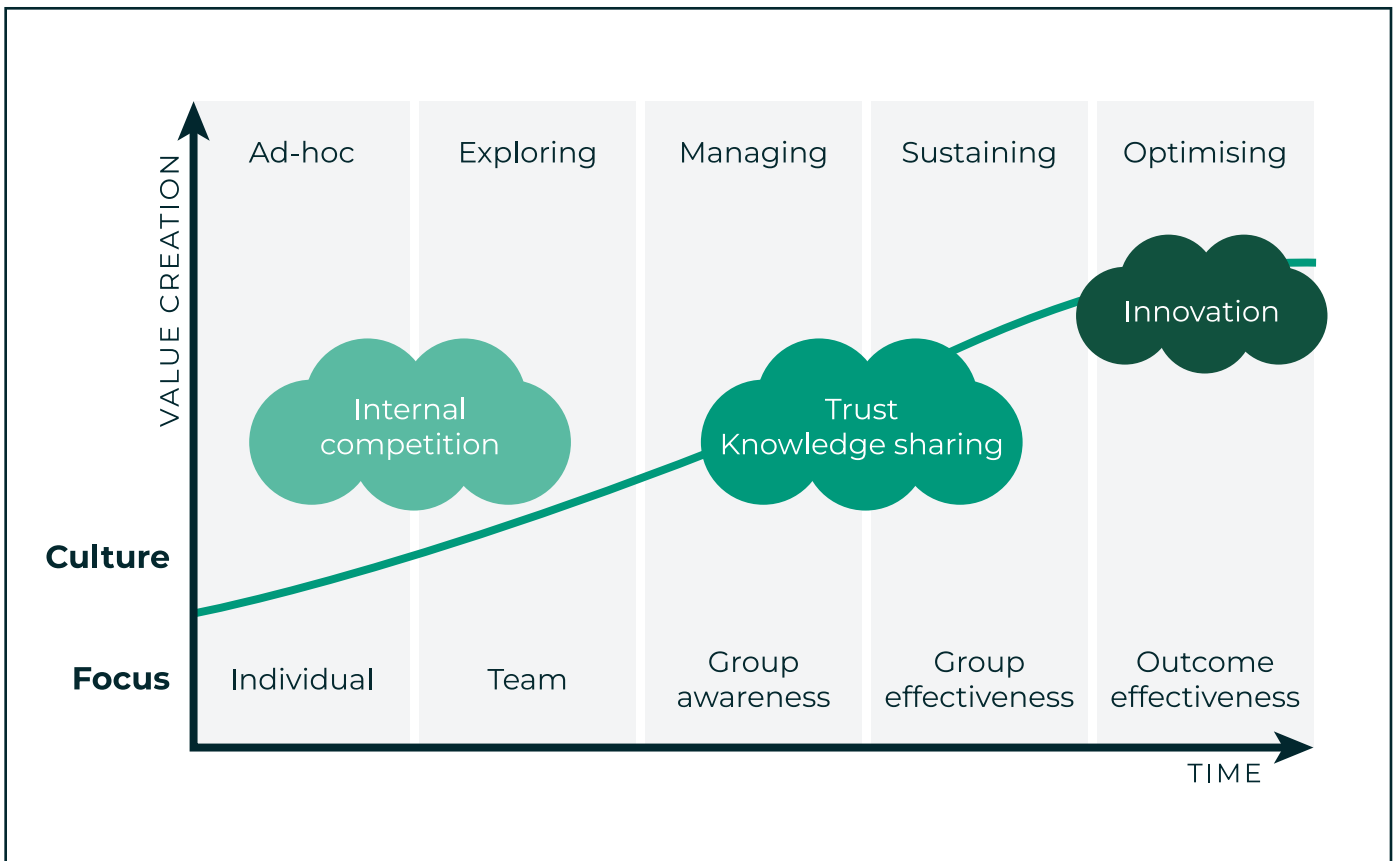 VALUE CREATION
Ad-hoc
Exploring
Managing
Sustaining
Optimising
Innovation
Internal
competition
Trust
Knowledge sharing
Culture
Focus
Individual
Team
Group
awareness
Group
effectiveness
Outcome
effectiveness
TIME